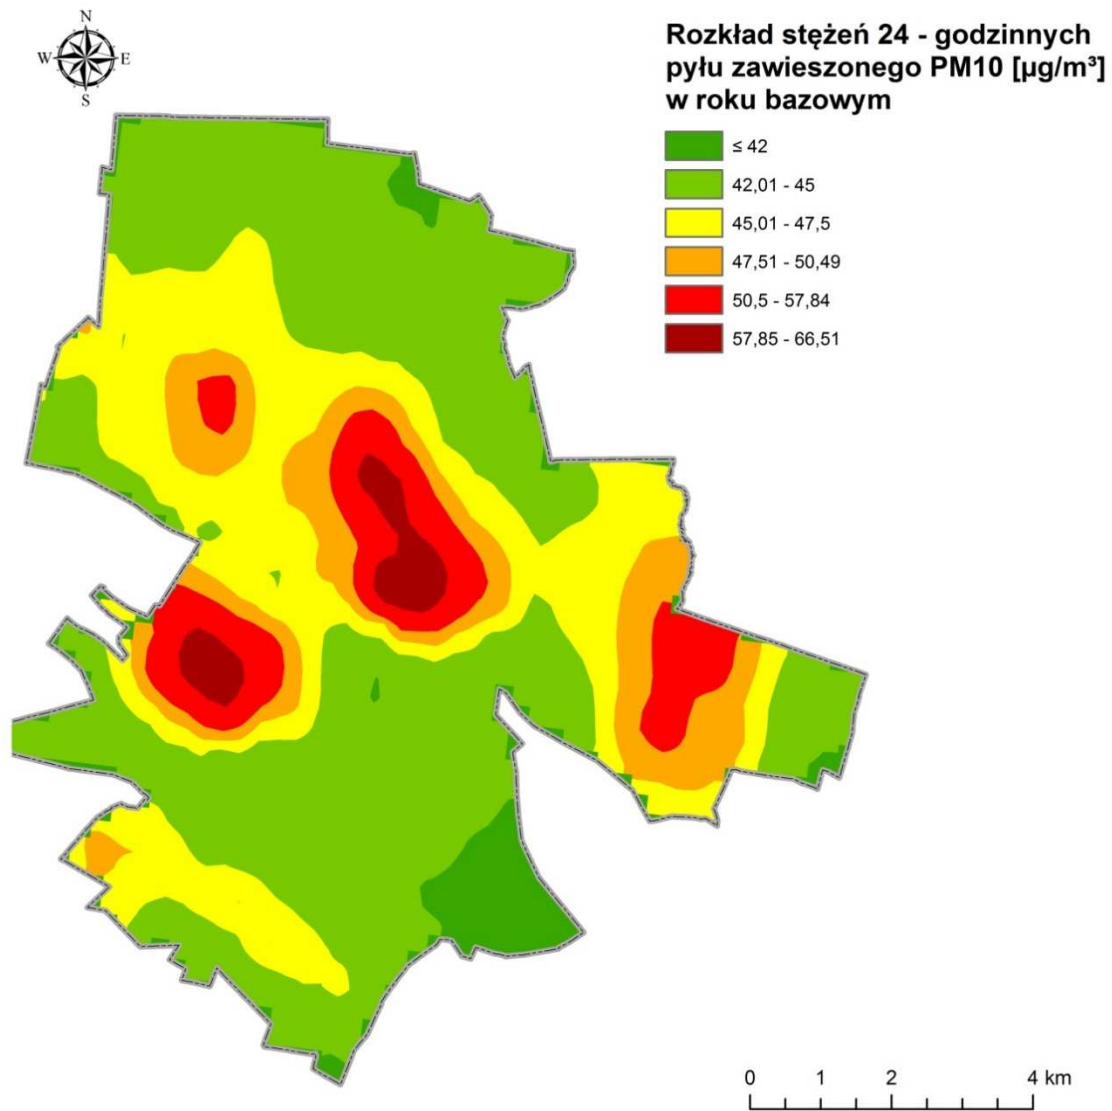 N
W E
S
Rozkład stężeń 24 - godzinnych
pyłu zawieszonego PM10 [µg/m³]
w roku bazowym
≤ 42
42,01 - 45
45,01 - 47,5
47,51 - 50,49
50,5 - 57,84
57,85 - 66,51
0 1 2 4 km